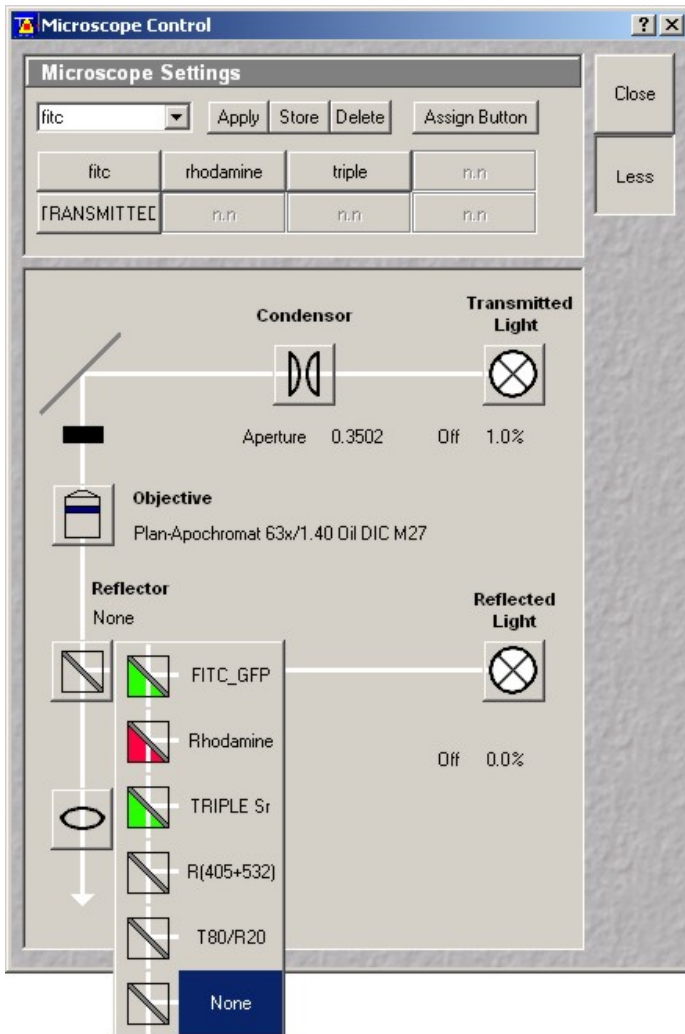 Microscope Control
Microscope Settings
Close
fitc Apply Store Delete Assign Button
fitc rhodamine triple n.n
Less
TRANSMITTED n.n n.n n.n
Condensor
Transmitted
Light
Aperture 0.3502 Off 1.0%
Objective
Plan-Apochromat 63x/1.40 Oil DIC M27
Reflector
None
Reflected
Light
FITC_GFP
Rhodamine
Off 0.0%
TRIPLE Sr
R(405+532)
T80/R20
None